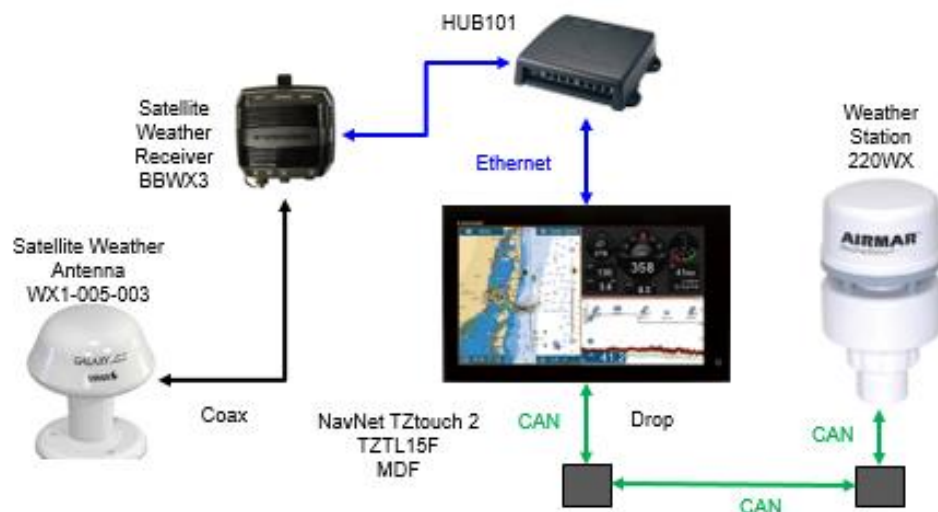 HUB101
Satellite
Weather
Receiver
BBWX3
Weather
Station
220WX
Ethernet
Satellite Weather
Antenna
WX1-005-003
AIRMAR
GALAXY
358
Coax
NavNet TZtouch 2
TZTL15F
MDF
CAN
Drop
CAN
CAN